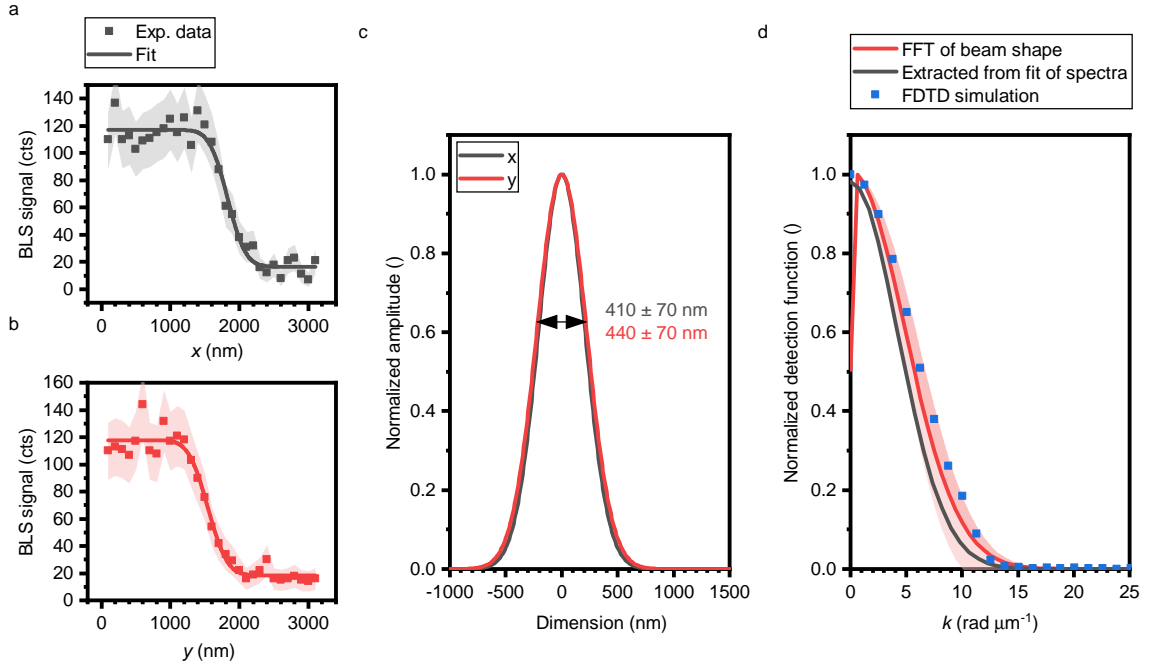 a
Exp. data
Fit
140
120
100
80
60
40
20
0
BLS signal (cts)
0 1000 2000 3000
x (nm)
b
160
140
120
100
80
60
40
20
0
BLS signal (cts)
0 1000 2000 3000
y (nm)
c
x
y
1.0
0.8
0.6
0.4
0.2
0.0
Normalized amplitude ()
410 ± 70 nm
440 ± 70 nm
-1000 -500 0 500 1000 1500
Dimension (nm)
d
FFT of beam shape
Extracted from fit of spectra
FDTD simulation
1.0
0.8
0.6
0.4
0.2
0.0
Normalized detection function ()
0 5 10 15 20 25
k (rad μm⁻¹)